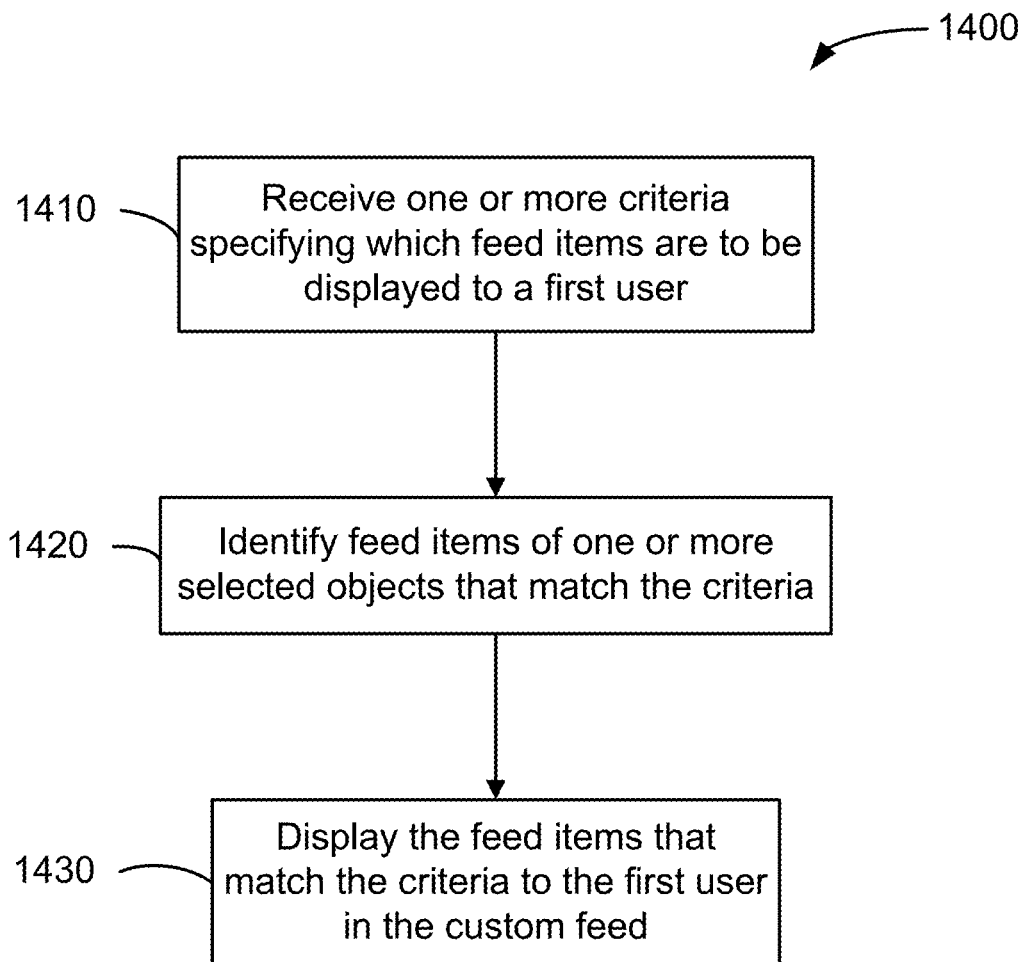 1400
1410
Receive one or more criteria
specifying which feed items are to be
displayed to a first user
1420
Identify feed items of one or more
selected objects that match the criteria
1430
Display the feed items that
match the criteria to the first user
in the custom feed